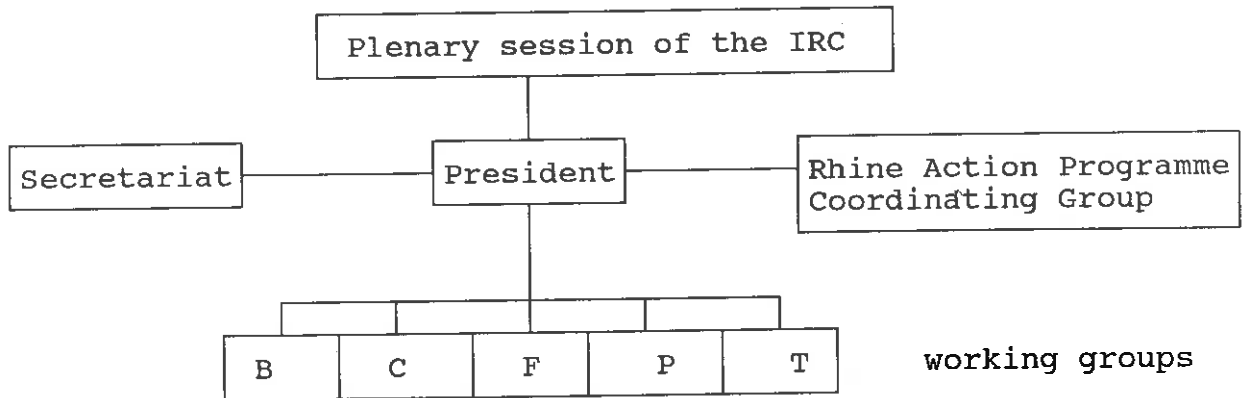 Plenary session of the IRC
Secretariat
President
Rhine Action Programme
Coordinating Group
B C F P T
working groups